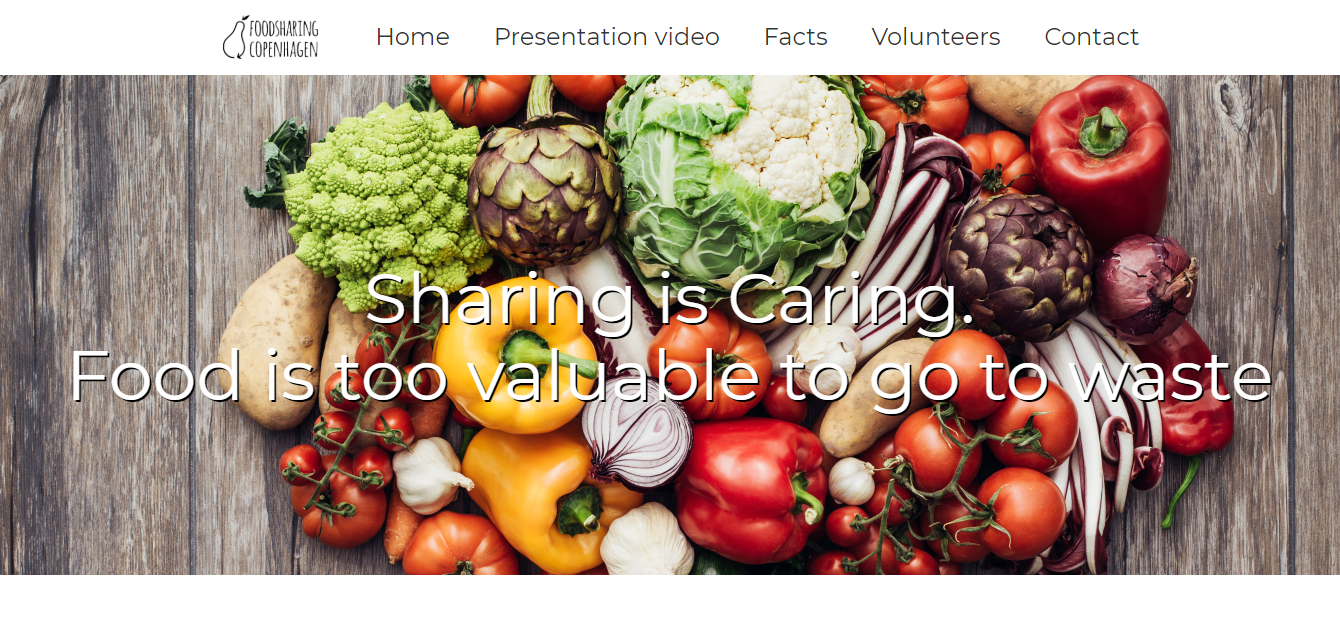 FOODSHARING
COPENHAGEN
Home
Presentation video
Facts
Volunteers
Contact
Sharing is Caring.
Food is too valuable to go to waste